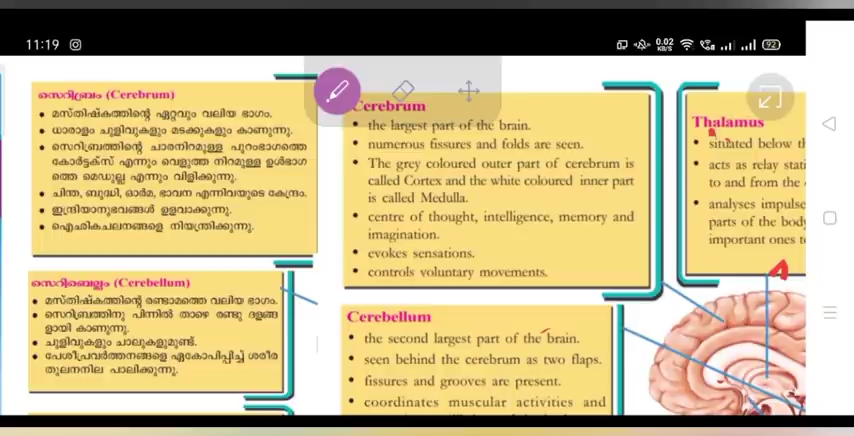 11:19
0.02
KB/S
92
സെറിബ്രം (Cerebrum)
• മസ്തിഷ്കത്തിന്റെ ഏറ്റവും വലിയ ഭാഗം.
• ധാരാളം ചുളിവുകളും മടക്കുകളും കാണുന്നു.
• സെറിബ്രത്തിന്റെ ചാരനിറമുള്ള പുറംഭാഗത്തെ
കോർട്ടക്സ് എന്നും വെളുത്ത നിറമുള്ള ഉൾഭാഗ
ത്തെ മെഡുല്ല എന്നും വിളിക്കുന്നു.
• ചിന്ത, ബുദ്ധി, ഓർമ, ഭാവന എന്നിവയുടെ കേന്ദ്രം.
• ഇന്ദ്രിയാനുഭവങ്ങൾ ഉളവാക്കുന്നു.
• ഐഛികചലനങ്ങളെ നിയന്ത്രിക്കുന്നു.
സെറിബെല്ലം (Cerebellum)
• മസ്തിഷ്കത്തിന്റെ രണ്ടാമത്തെ വലിയ ഭാഗം.
• സെറിബ്രത്തിനു പിന്നിൽ താഴെ രണ്ടു ദളങ്ങ
ളായി കാണുന്നു.
• ചുളിവുകളും ചാലുകളുമുണ്ട്.
• പേശീപ്രവർത്തനങ്ങളെ ഏകോപിപ്പിച്ച് ശരീര
തുലനനില പാലിക്കുന്നു.
Cerebrum
• the largest part of the brain.
• numerous fissures and folds are seen.
• The grey coloured outer part of cerebrum is
called Cortex and the white coloured inner part
is called Medulla.
• centre of thought, intelligence, memory and
imagination.
• evokes sensations.
• controls voluntary movements.
Cerebellum
• the second largest part of the brain.
• seen behind the cerebrum as two flaps.
• fissures and grooves are present.
• coordinates muscular activities and
Thalamus
• situated below
• acts as relay
to and from the
• analyses
parts of the body
important ones